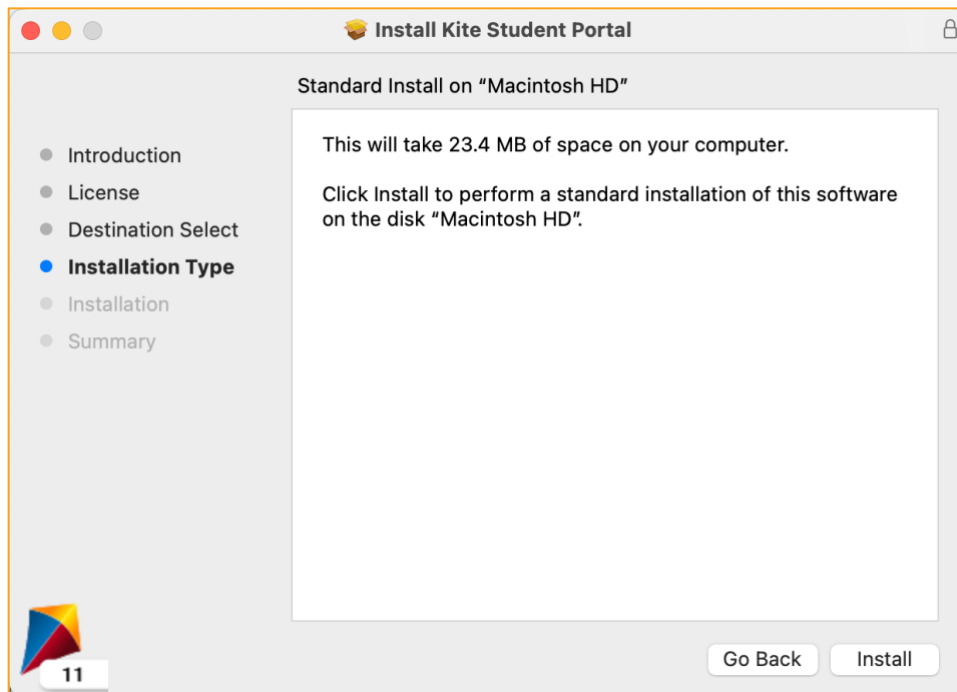 Install Kite Student Portal
Standard Install on “Macintosh HD”
Introduction
License
Destination Select
Installation Type
Installation
Summary
This will take 23.4 MB of space on your computer.
Click Install to perform a standard installation of this software
on the disk “Macintosh HD”.
11
Go Back
Install